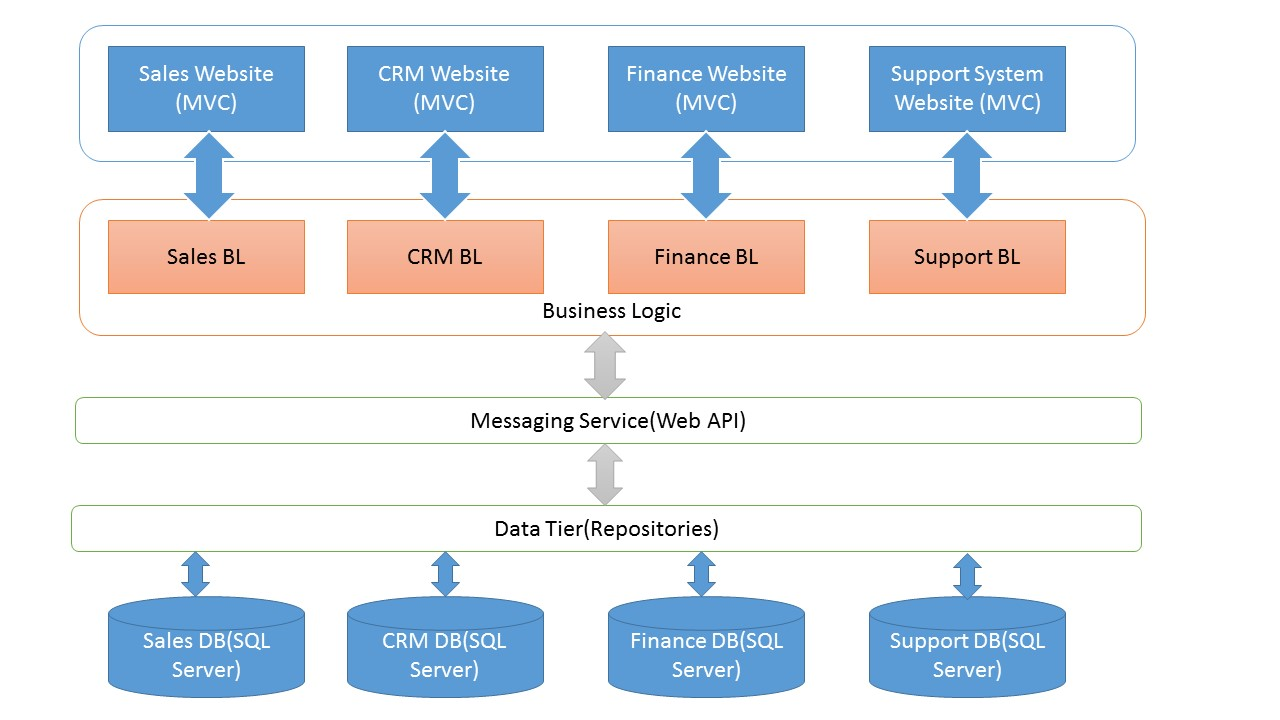 Sales Website
(MVC)
CRM Website
(MVC)
Finance Website
(MVC)
Support System
Website (MVC)
Sales BL
CRM BL
Finance BL
Support BL
Business Logic
Messaging Service(Web API)
Data Tier(Repositories)
Sales DB(SQL
Server)
CRM DB(SQL
Server)
Finance DB(SQL
Server)
Support DB(SQL
Server)